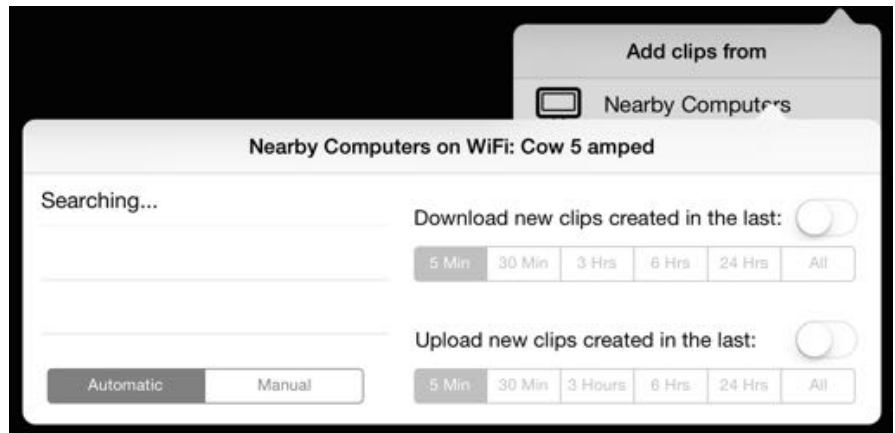 Add clips from
Nearby Computers
Nearby Computers on WiFi: Cow 5 amped
Searching...
Download new clips created in the last:
5 Min 30 Min 3 Hrs 6 Hrs 24 Hrs All
Upload new clips created in the last:
Automatic Manual
5 Min 30 Min 3 Hours 6 Hrs 24 Hrs All